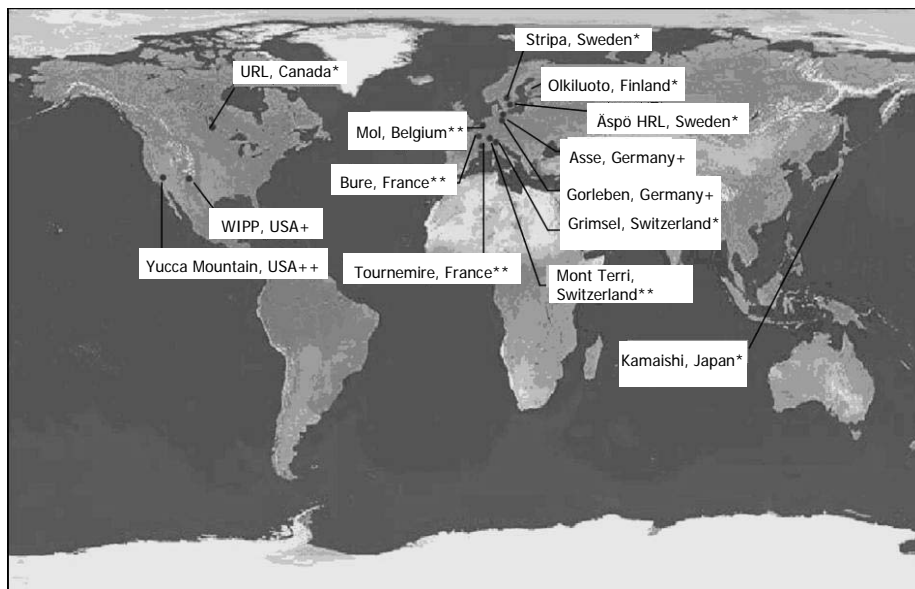 Stripa, Sweden*
URL, Canada*
Olkiluoto, Finland*
Äspö HRL, Sweden*
Mol, Belgium**
Asse, Germany+
Bure, France**
Gorleben, Germany+
WIPP, USA+
Grimsel, Switzerland*
Yucca Mountain, USA++
Tournemire, France**
Mont Terri,
Switzerland**
Kamaishi, Japan*